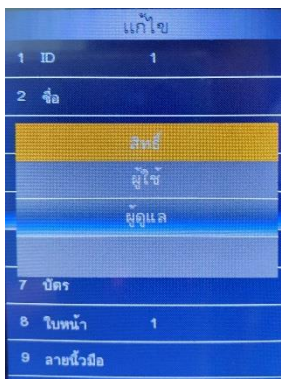 แก้ไข
1 ID 1
2 ชื่อ
สิทธิ์
ผู้ใช้
ผู้ดูแล
7 บัตร
8 ใบหน้า 1
9 ลายนิ้วมือ